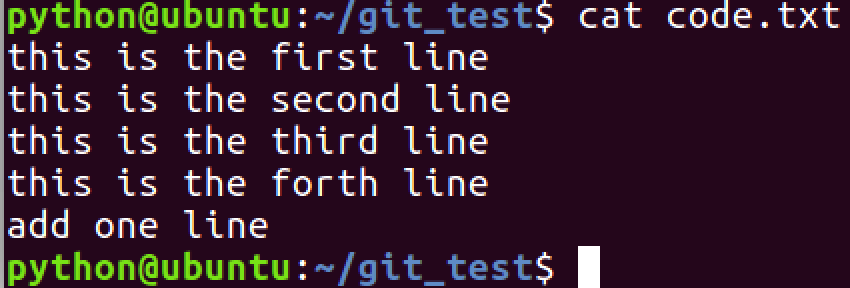 python@ubuntu:~/git_test$ cat code.txt
this is the first line
this is the second line
this is the third line
this is the forth line
add one line
python@ubuntu:~/git_test$